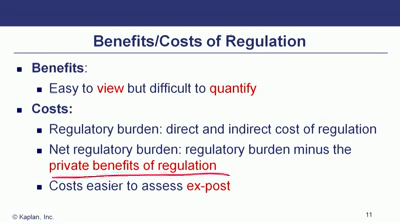 Benefits/Costs of Regulation
Benefits:
Easy to view but difficult to quantify
Costs:
Regulatory burden: direct and indirect cost of regulation
Net regulatory burden: regulatory burden minus the
private benefits of regulation
Costs easier to assess ex-post
© Kaplan, Inc.
11